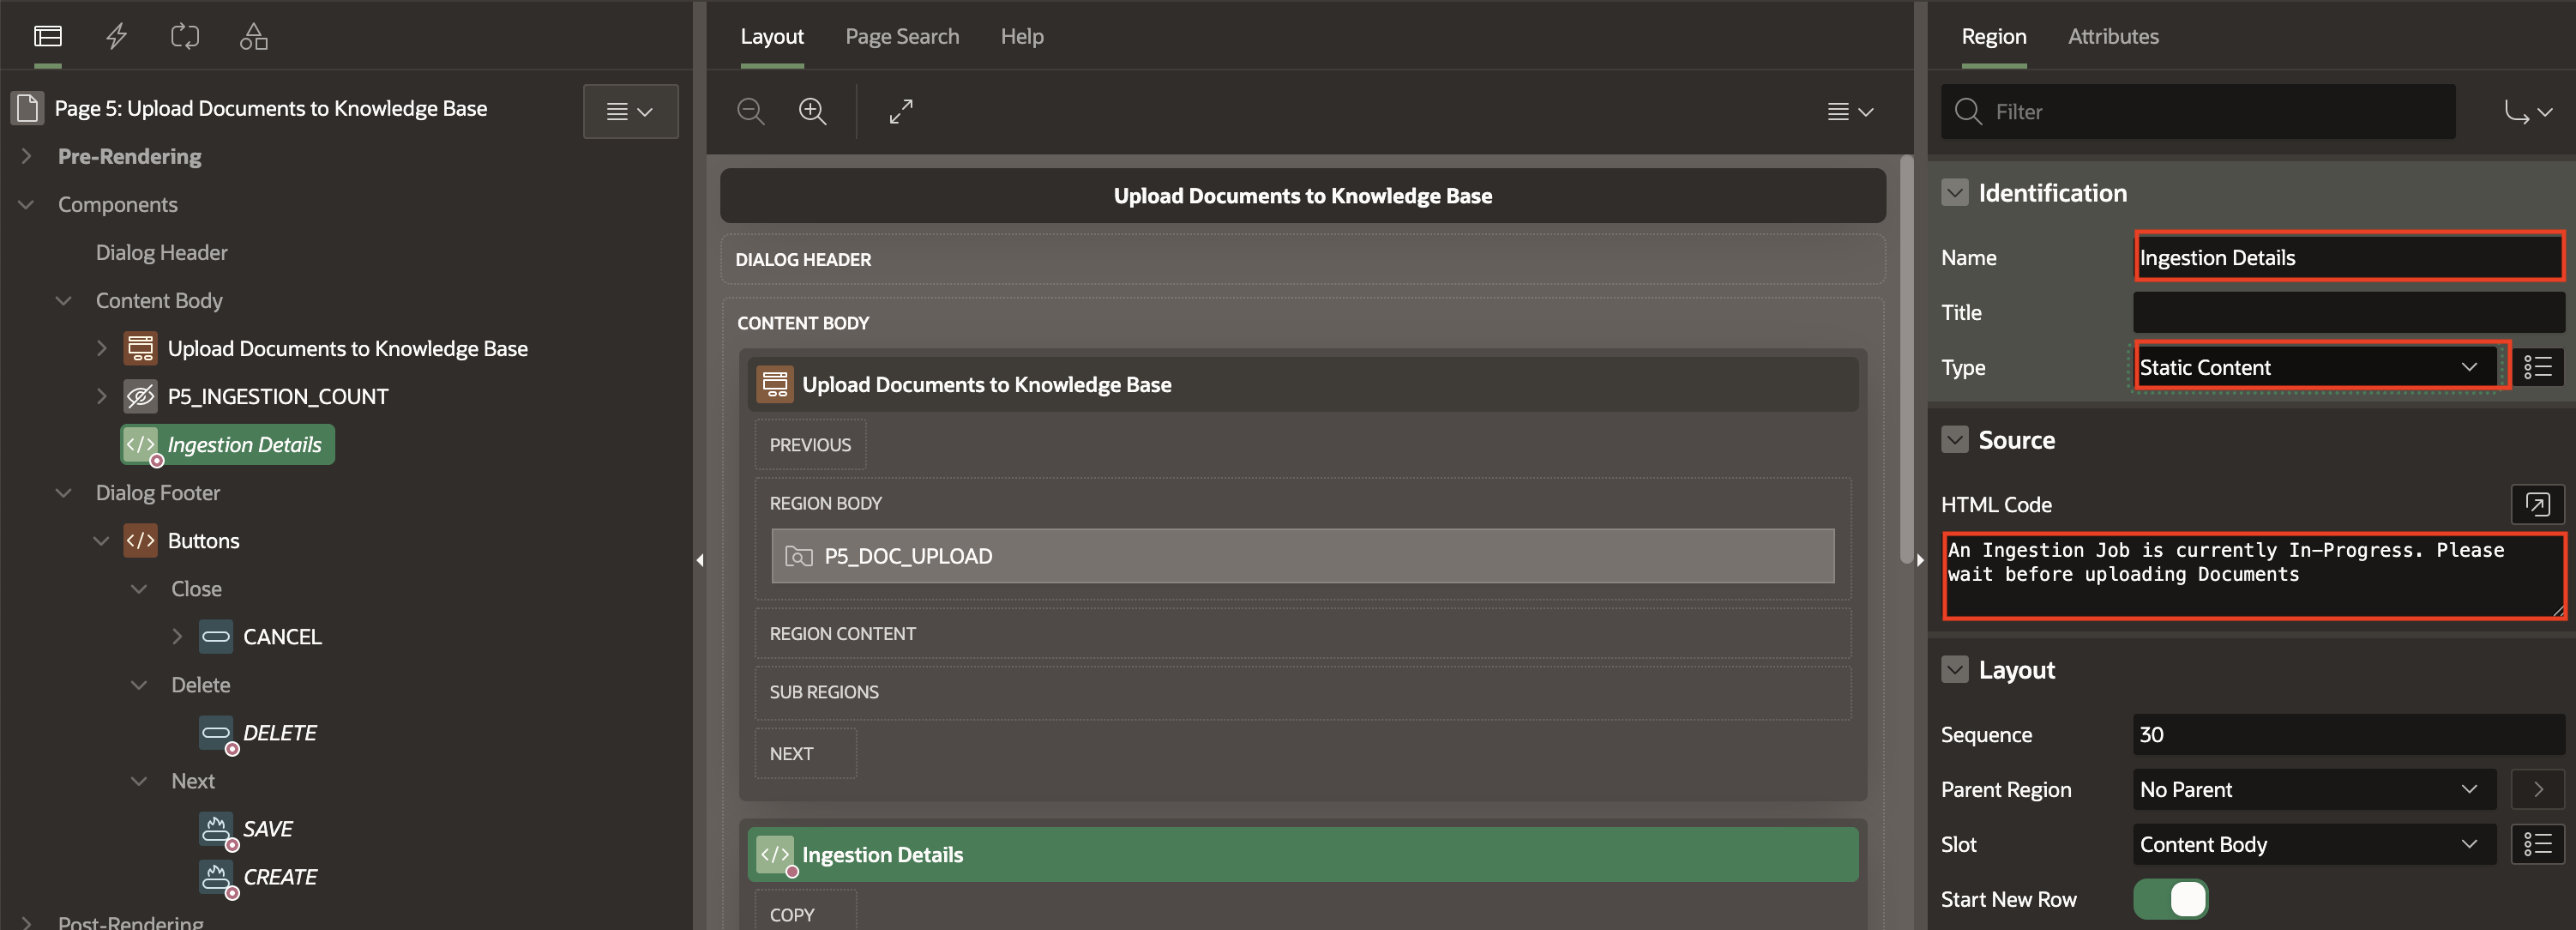 Layout
Page Search
Help
Region
Attributes
Page 5: Upload Documents to Knowledge Base
Pre-Rendering
Components
Dialog Header
Content Body
Upload Documents to Knowledge Base
P5_INGESTION_COUNT
Ingestion Details
Dialog Footer
Buttons
Close
CANCEL
Delete
DELETE
Next
SAVE
CREATE
Post-Rendering
Upload Documents to Knowledge Base
DIALOG HEADER
CONTENT BODY
Upload Documents to Knowledge Base
PREVIOUS
REGION BODY
P5_DOC_UPLOAD
REGION CONTENT
SUB REGIONS
NEXT
Ingestion Details
COPY
Filter
Identification
Name
Ingestion Details
Title
Type
Static Content
Source
HTML Code
An Ingestion Job is currently In-Progress. Please
wait before uploading Documents
Layout
Sequence
30
Parent Region
No Parent
Slot
Content Body
Start New Row